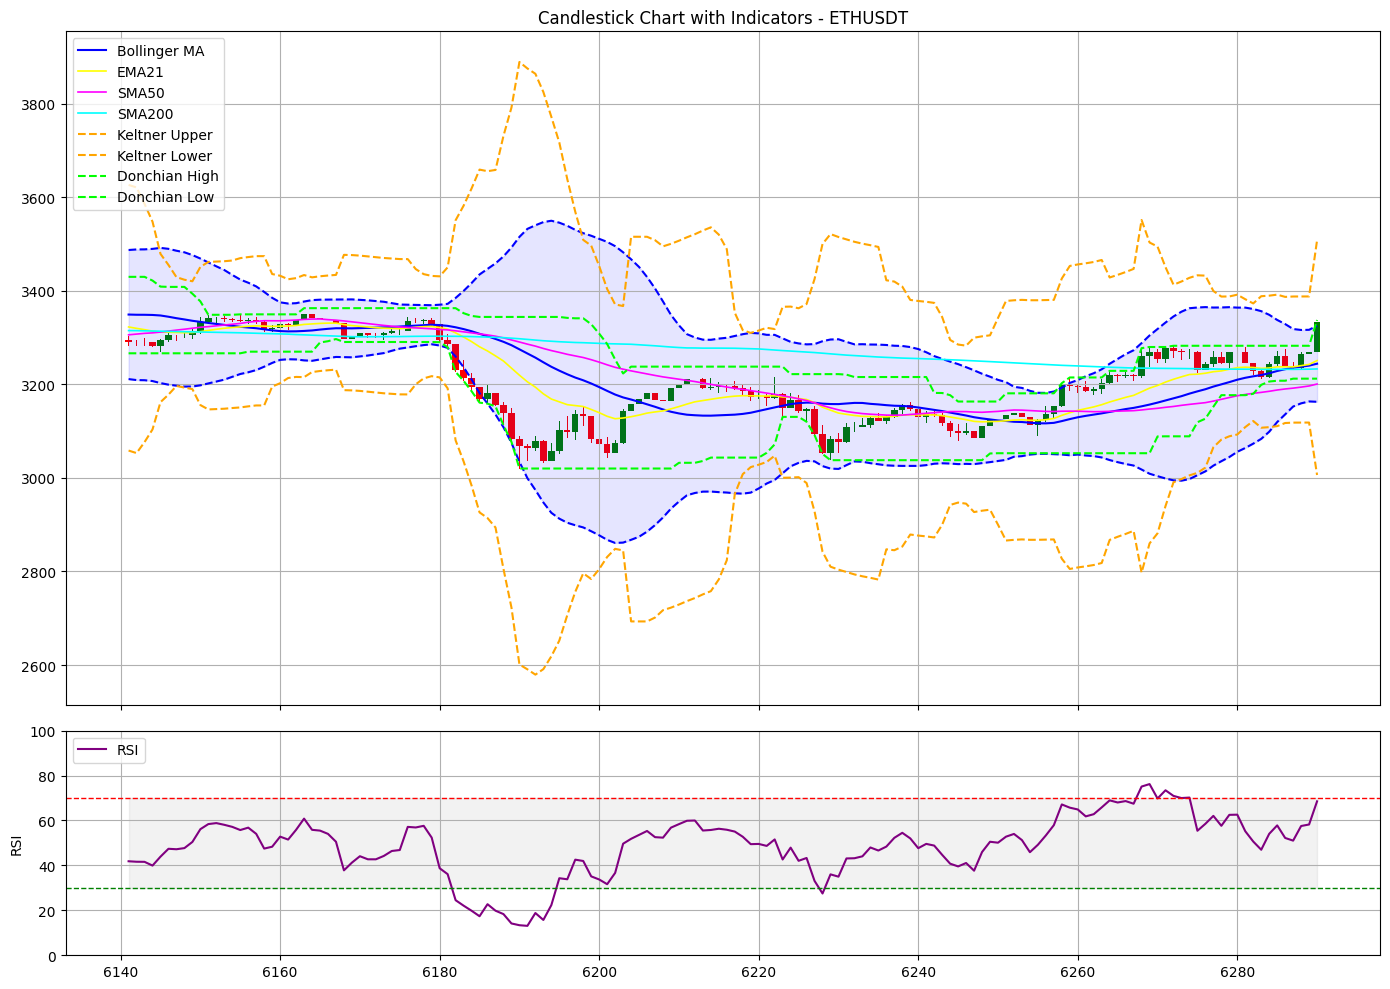 Candlestick Chart with Indicators - ETHUSDT
Bollinger MA
EMA21
SMA50
SMA200
Keltner Upper
Keltner Lower
Donchian High
Donchian Low
3800
3600
3400
3200
3000
2800
2600
RSI
100
80
60
40
20
0
RSI
6140
6160
6180
6200
6220
6240
6260
6280